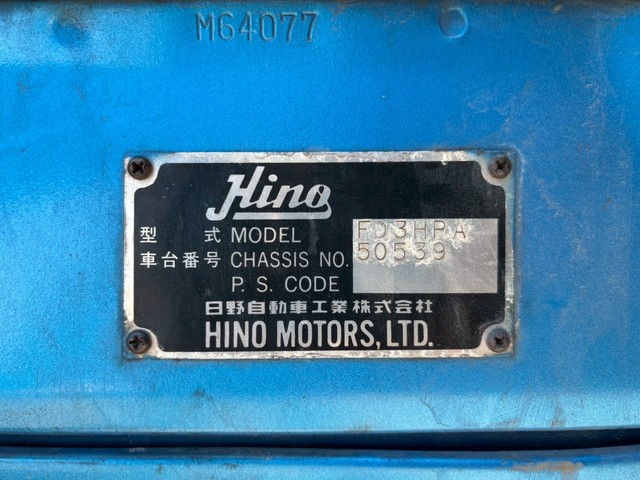 M64077
Hino
型 式 MODEL FD3HPA
車台番号 CHASSIS NO. 50539
P. S. CODE
日野自動車工業株式会社
HINO MOTORS, LTD.